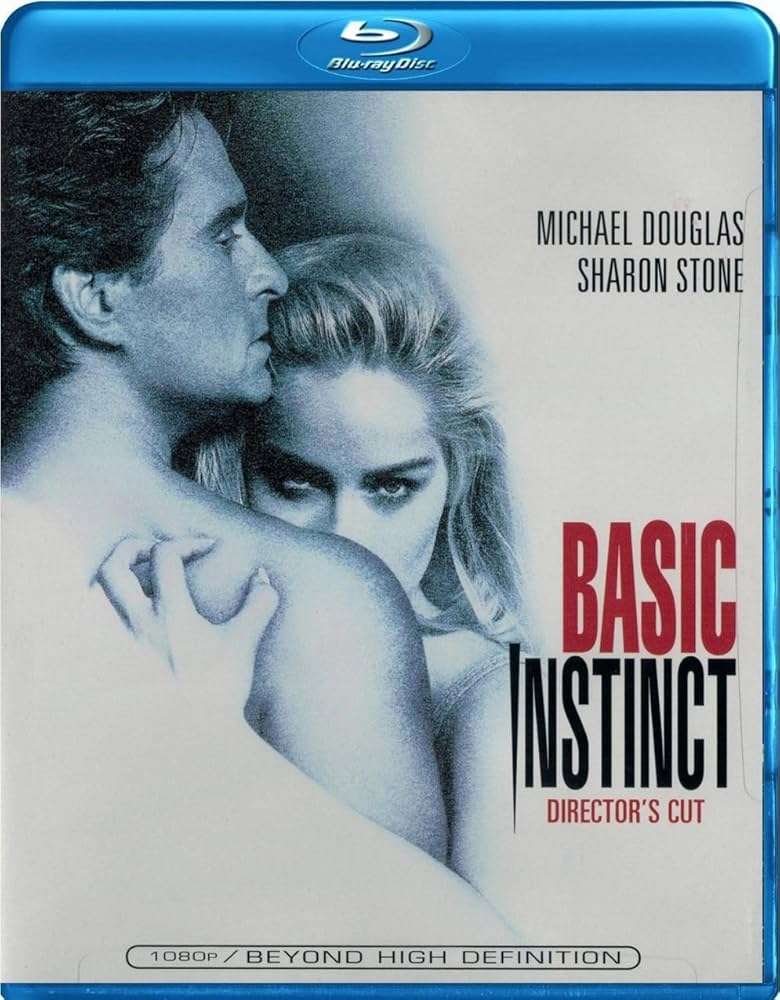 Blu-ray Disc
MICHAEL DOUGLAS
SHARON STONE
BASIC
INSTINCT
DIRECTOR'S CUT
1080P / BEYOND HIGH DEFINITION